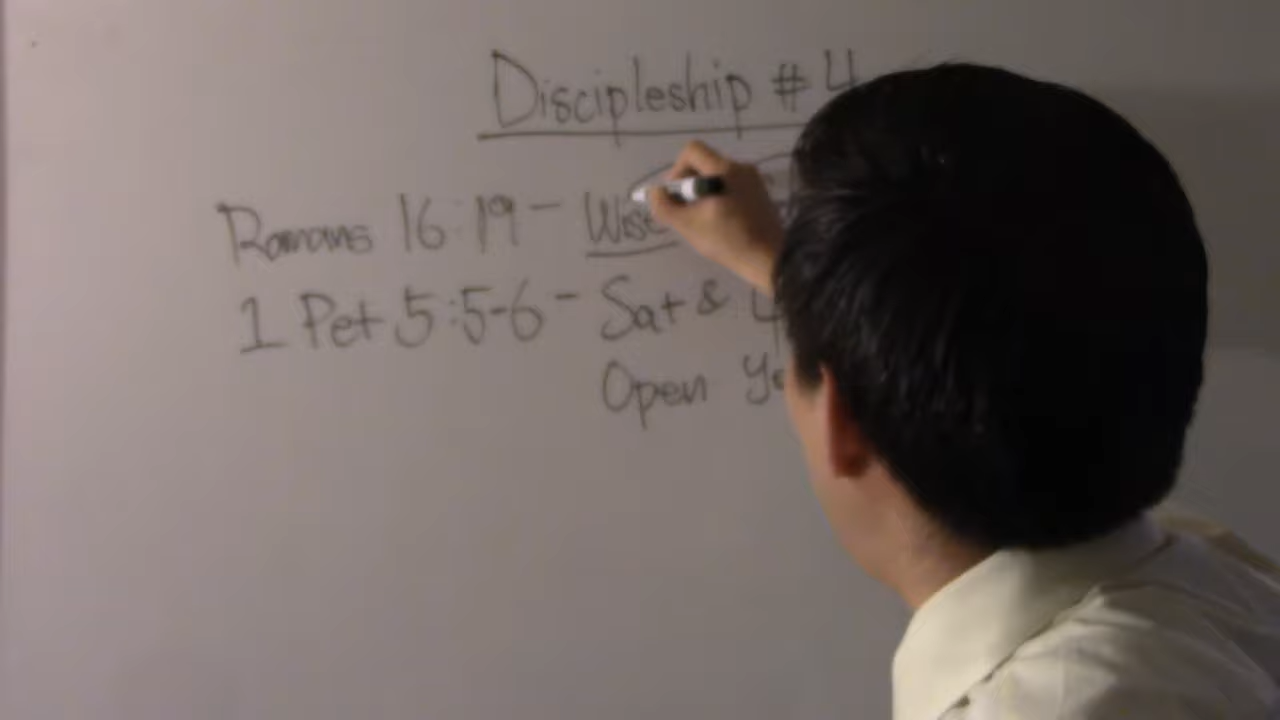 Discipleship #4
Romans 16:19 - Wise
1 Pet 5:5-6 - Sat &
Open